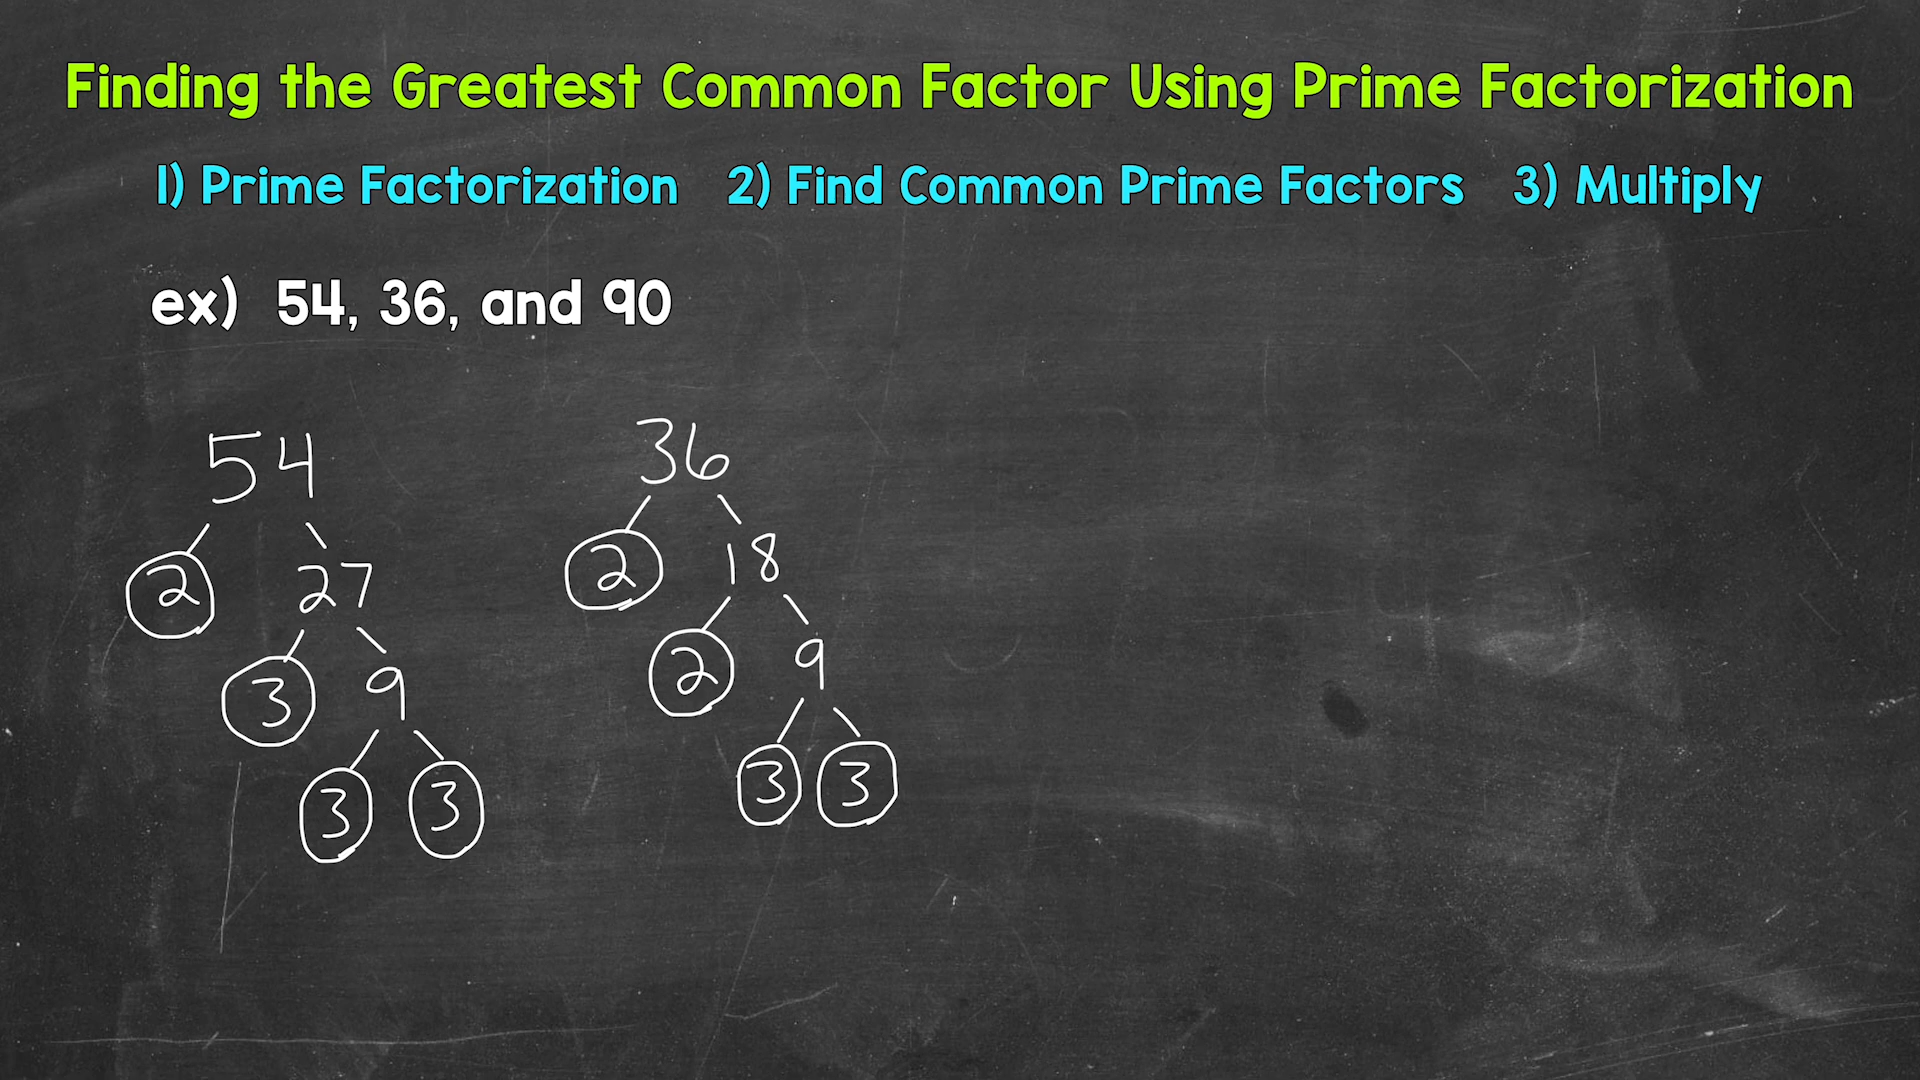 Finding the Greatest Common Factor Using Prime Factorization
1) Prime Factorization 2) Find Common Prime Factors 3) Multiply
ex) 54, 36, and 90
54
2 27
3 9
3 3
36
2 18
2 9
3 3